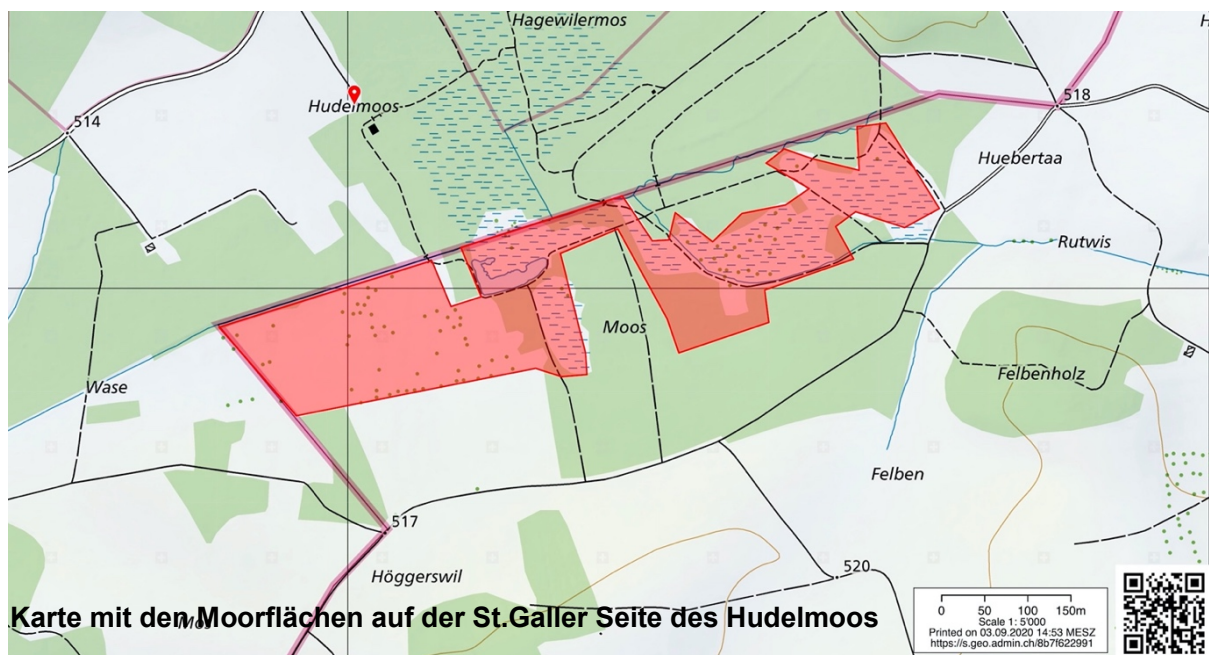 Hagewilermos
Hudelmoos
514
518
Huebertaa
Rutwis
Moos
Wase
Felbenholz
Felben
517
Höggerswil
520
Karte mit den Moorflächen auf der St.Galler Seite des Hudelmoos
Mos
0 50 100 150m
Scale 1: 5'000
Printed on 03.09.2020 14:53 MESZ
https://s.geo.admin.ch/8b7f622991